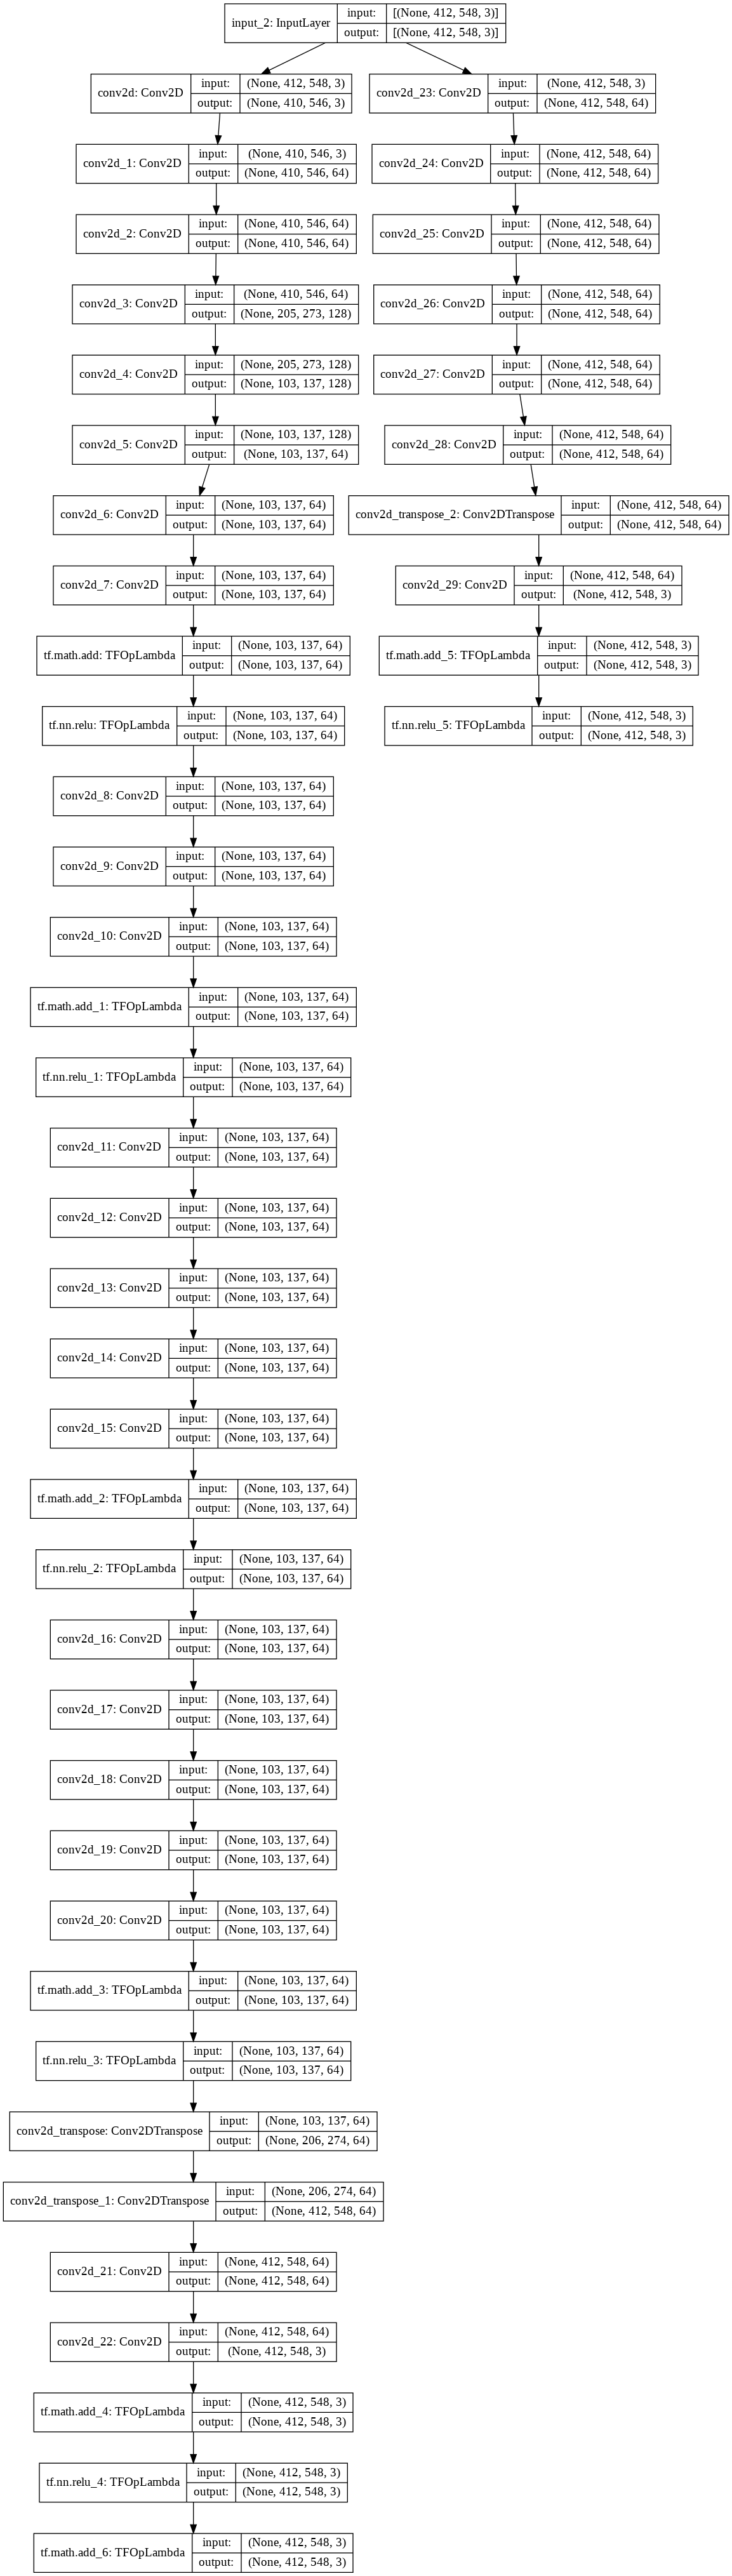 input_2: InputLayer
input: [(None, 412, 548, 3)]
output: [(None, 412, 548, 3)]
conv2d: Conv2D
input: (None, 412, 548, 3)
output: (None, 410, 546, 3)
conv2d_23: Conv2D
input: (None, 412, 548, 3)
output: (None, 412, 548, 64)
conv2d_1: Conv2D
input: (None, 410, 546, 3)
output: (None, 410, 546, 64)
conv2d_24: Conv2D
input: (None, 412, 548, 64)
output: (None, 412, 548, 64)
conv2d_2: Conv2D
input: (None, 410, 546, 64)
output: (None, 410, 546, 64)
conv2d_25: Conv2D
input: (None, 412, 548, 64)
output: (None, 412, 548, 64)
conv2d_3: Conv2D
input: (None, 410, 546, 64)
output: (None, 205, 273, 128)
conv2d_26: Conv2D
input: (None, 412, 548, 64)
output: (None, 412, 548, 64)
conv2d_4: Conv2D
input: (None, 205, 273, 128)
output: (None, 103, 137, 128)
conv2d_27: Conv2D
input: (None, 412, 548, 64)
output: (None, 412, 548, 64)
conv2d_5: Conv2D
input: (None, 103, 137, 128)
output: (None, 103, 137, 64)
conv2d_28: Conv2D
input: (None, 412, 548, 64)
output: (None, 412, 548, 64)
conv2d_6: Conv2D
input: (None, 103, 137, 64)
output: (None, 103, 137, 64)
conv2d_transpose_2: Conv2DTranspose
input: (None, 412, 548, 64)
output: (None, 412, 548, 64)
conv2d_7: Conv2D
input: (None, 103, 137, 64)
output: (None, 103, 137, 64)
conv2d_29: Conv2D
input: (None, 412, 548, 64)
output: (None, 412, 548, 3)
tf.math.add: TFOpLambda
input: (None, 103, 137, 64)
output: (None, 103, 137, 64)
tf.math.add_5: TFOpLambda
input: (None, 412, 548, 3)
output: (None, 412, 548, 3)
tf.nn.relu: TFOpLambda
input: (None, 103, 137, 64)
output: (None, 103, 137, 64)
tf.nn.relu_5: TFOpLambda
input: (None, 412, 548, 3)
output: (None, 412, 548, 3)
conv2d_8: Conv2D
input: (None, 103, 137, 64)
output: (None, 103, 137, 64)
conv2d_9: Conv2D
input: (None, 103, 137, 64)
output: (None, 103, 137, 64)
conv2d_10: Conv2D
input: (None, 103, 137, 64)
output: (None, 103, 137, 64)
tf.math.add_1: TFOpLambda
input: (None, 103, 137, 64)
output: (None, 103, 137, 64)
tf.nn.relu_1: TFOpLambda
input: (None, 103, 137, 64)
output: (None, 103, 137, 64)
conv2d_11: Conv2D
input: (None, 103, 137, 64)
output: (None, 103, 137, 64)
conv2d_12: Conv2D
input: (None, 103, 137, 64)
output: (None, 103, 137, 64)
conv2d_13: Conv2D
input: (None, 103, 137, 64)
output: (None, 103, 137, 64)
conv2d_14: Conv2D
input: (None, 103, 137, 64)
output: (None, 103, 137, 64)
conv2d_15: Conv2D
input: (None, 103, 137, 64)
output: (None, 103, 137, 64)
tf.math.add_2: TFOpLambda
input: (None, 103, 137, 64)
output: (None, 103, 137, 64)
tf.nn.relu_2: TFOpLambda
input: (None, 103, 137, 64)
output: (None, 103, 137, 64)
conv2d_16: Conv2D
input: (None, 103, 137, 64)
output: (None, 103, 137, 64)
conv2d_17: Conv2D
input: (None, 103, 137, 64)
output: (None, 103, 137, 64)
conv2d_18: Conv2D
input: (None, 103, 137, 64)
output: (None, 103, 137, 64)
conv2d_19: Conv2D
input: (None, 103, 137, 64)
output: (None, 103, 137, 64)
conv2d_20: Conv2D
input: (None, 103, 137, 64)
output: (None, 103, 137, 64)
tf.math.add_3: TFOpLambda
input: (None, 103, 137, 64)
output: (None, 103, 137, 64)
tf.nn.relu_3: TFOpLambda
input: (None, 103, 137, 64)
output: (None, 103, 137, 64)
conv2d_transpose: Conv2DTranspose
input: (None, 103, 137, 64)
output: (None, 206, 274, 64)
conv2d_transpose_1: Conv2DTranspose
input: (None, 206, 274, 64)
output: (None, 412, 548, 64)
conv2d_21: Conv2D
input: (None, 412, 548, 64)
output: (None, 412, 548, 64)
conv2d_22: Conv2D
input: (None, 412, 548, 64)
output: (None, 412, 548, 3)
tf.math.add_4: TFOpLambda
input: (None, 412, 548, 3)
output: (None, 412, 548, 3)
tf.nn.relu_4: TFOpLambda
input: (None, 412, 548, 3)
output: (None, 412, 548, 3)
tf.math.add_6: TFOpLambda
input: (None, 412, 548, 3)
output: (None, 412, 548, 3)